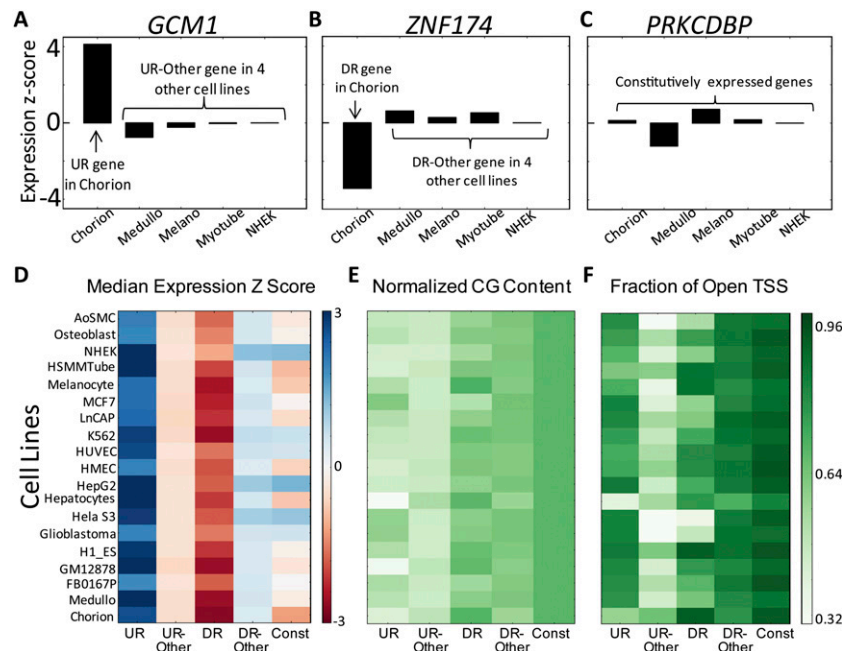 A GCM1
B ZNF174
C PRKCDBP
Expression z-score
4
0
-4
UR-Other gene in 4
other cell lines
UR gene
in Chorion
Chorion
Medullo
Melano
Myotube
NHEK
DR gene
in Chorion
DR-Other gene in 4
other cell lines
Chorion
Medullo
Melano
Myotube
NHEK
Constitutively expressed genes
Chorion
Medullo
Melano
Myotube
NHEK
D Median Expression Z Score
E Normalized CG Content
F Fraction of Open TSS
Cell Lines
AoSMC
Osteoblast
NHEK
HSMMTube
Melanocyte
MCF7
LnCAP
K562
HUVEC
HMEC
HepG2
Hepatocytes
Hela S3
Glioblastoma
H1_ES
GM12878
FB0167P
Medullo
Chorion
UR
UR-
Other
DR
DR-
Other
Const
3
0
-3
UR
UR-
Other
DR
DR-
Other
Const
UR
UR-
Other
DR
DR-
Other
Const
0.96
0.64
0.32